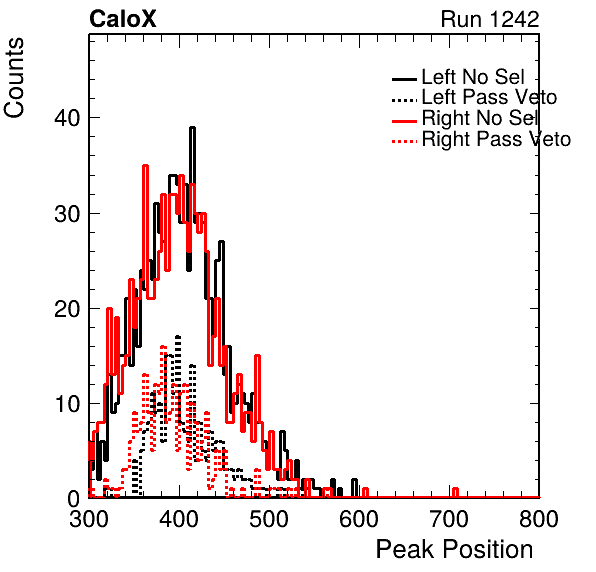 CaloX Run 1242
Counts
Left No Sel
Left Pass Veto
Right No Sel
Right Pass Veto
40
30
20
10
0
300 400 500 600 700 800
Peak Position